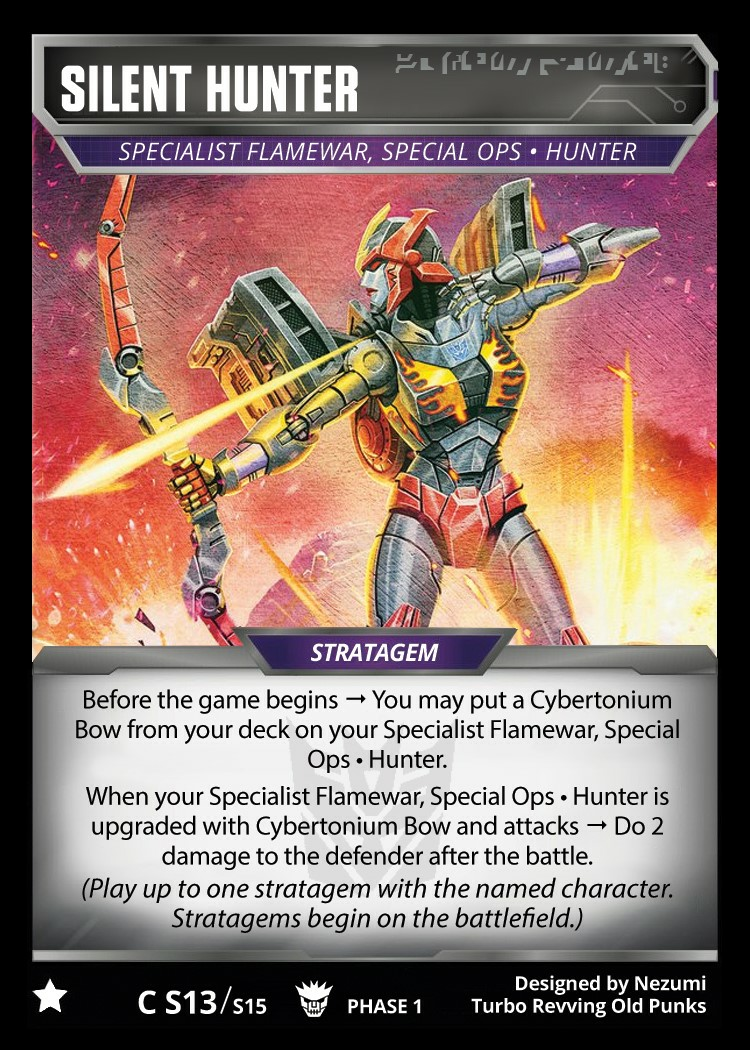 SILENT HUNTER
SPECIALIST FLAMEWAR, SPECIAL OPS • HUNTER
STRATAGEM
Before the game begins → You may put a Cybertonium
Bow from your deck on your Specialist Flamewar, Special
Ops • Hunter.
When your Specialist Flamewar, Special Ops • Hunter is
upgraded with Cybertonium Bow and attacks → Do 2
damage to the defender after the battle.
(Play up to one stratagem with the named character.
Stratagems begin on the battlefield.)
C S13/S15
PHASE 1
Designed by Nezumi
Turbo Revving Old Punks